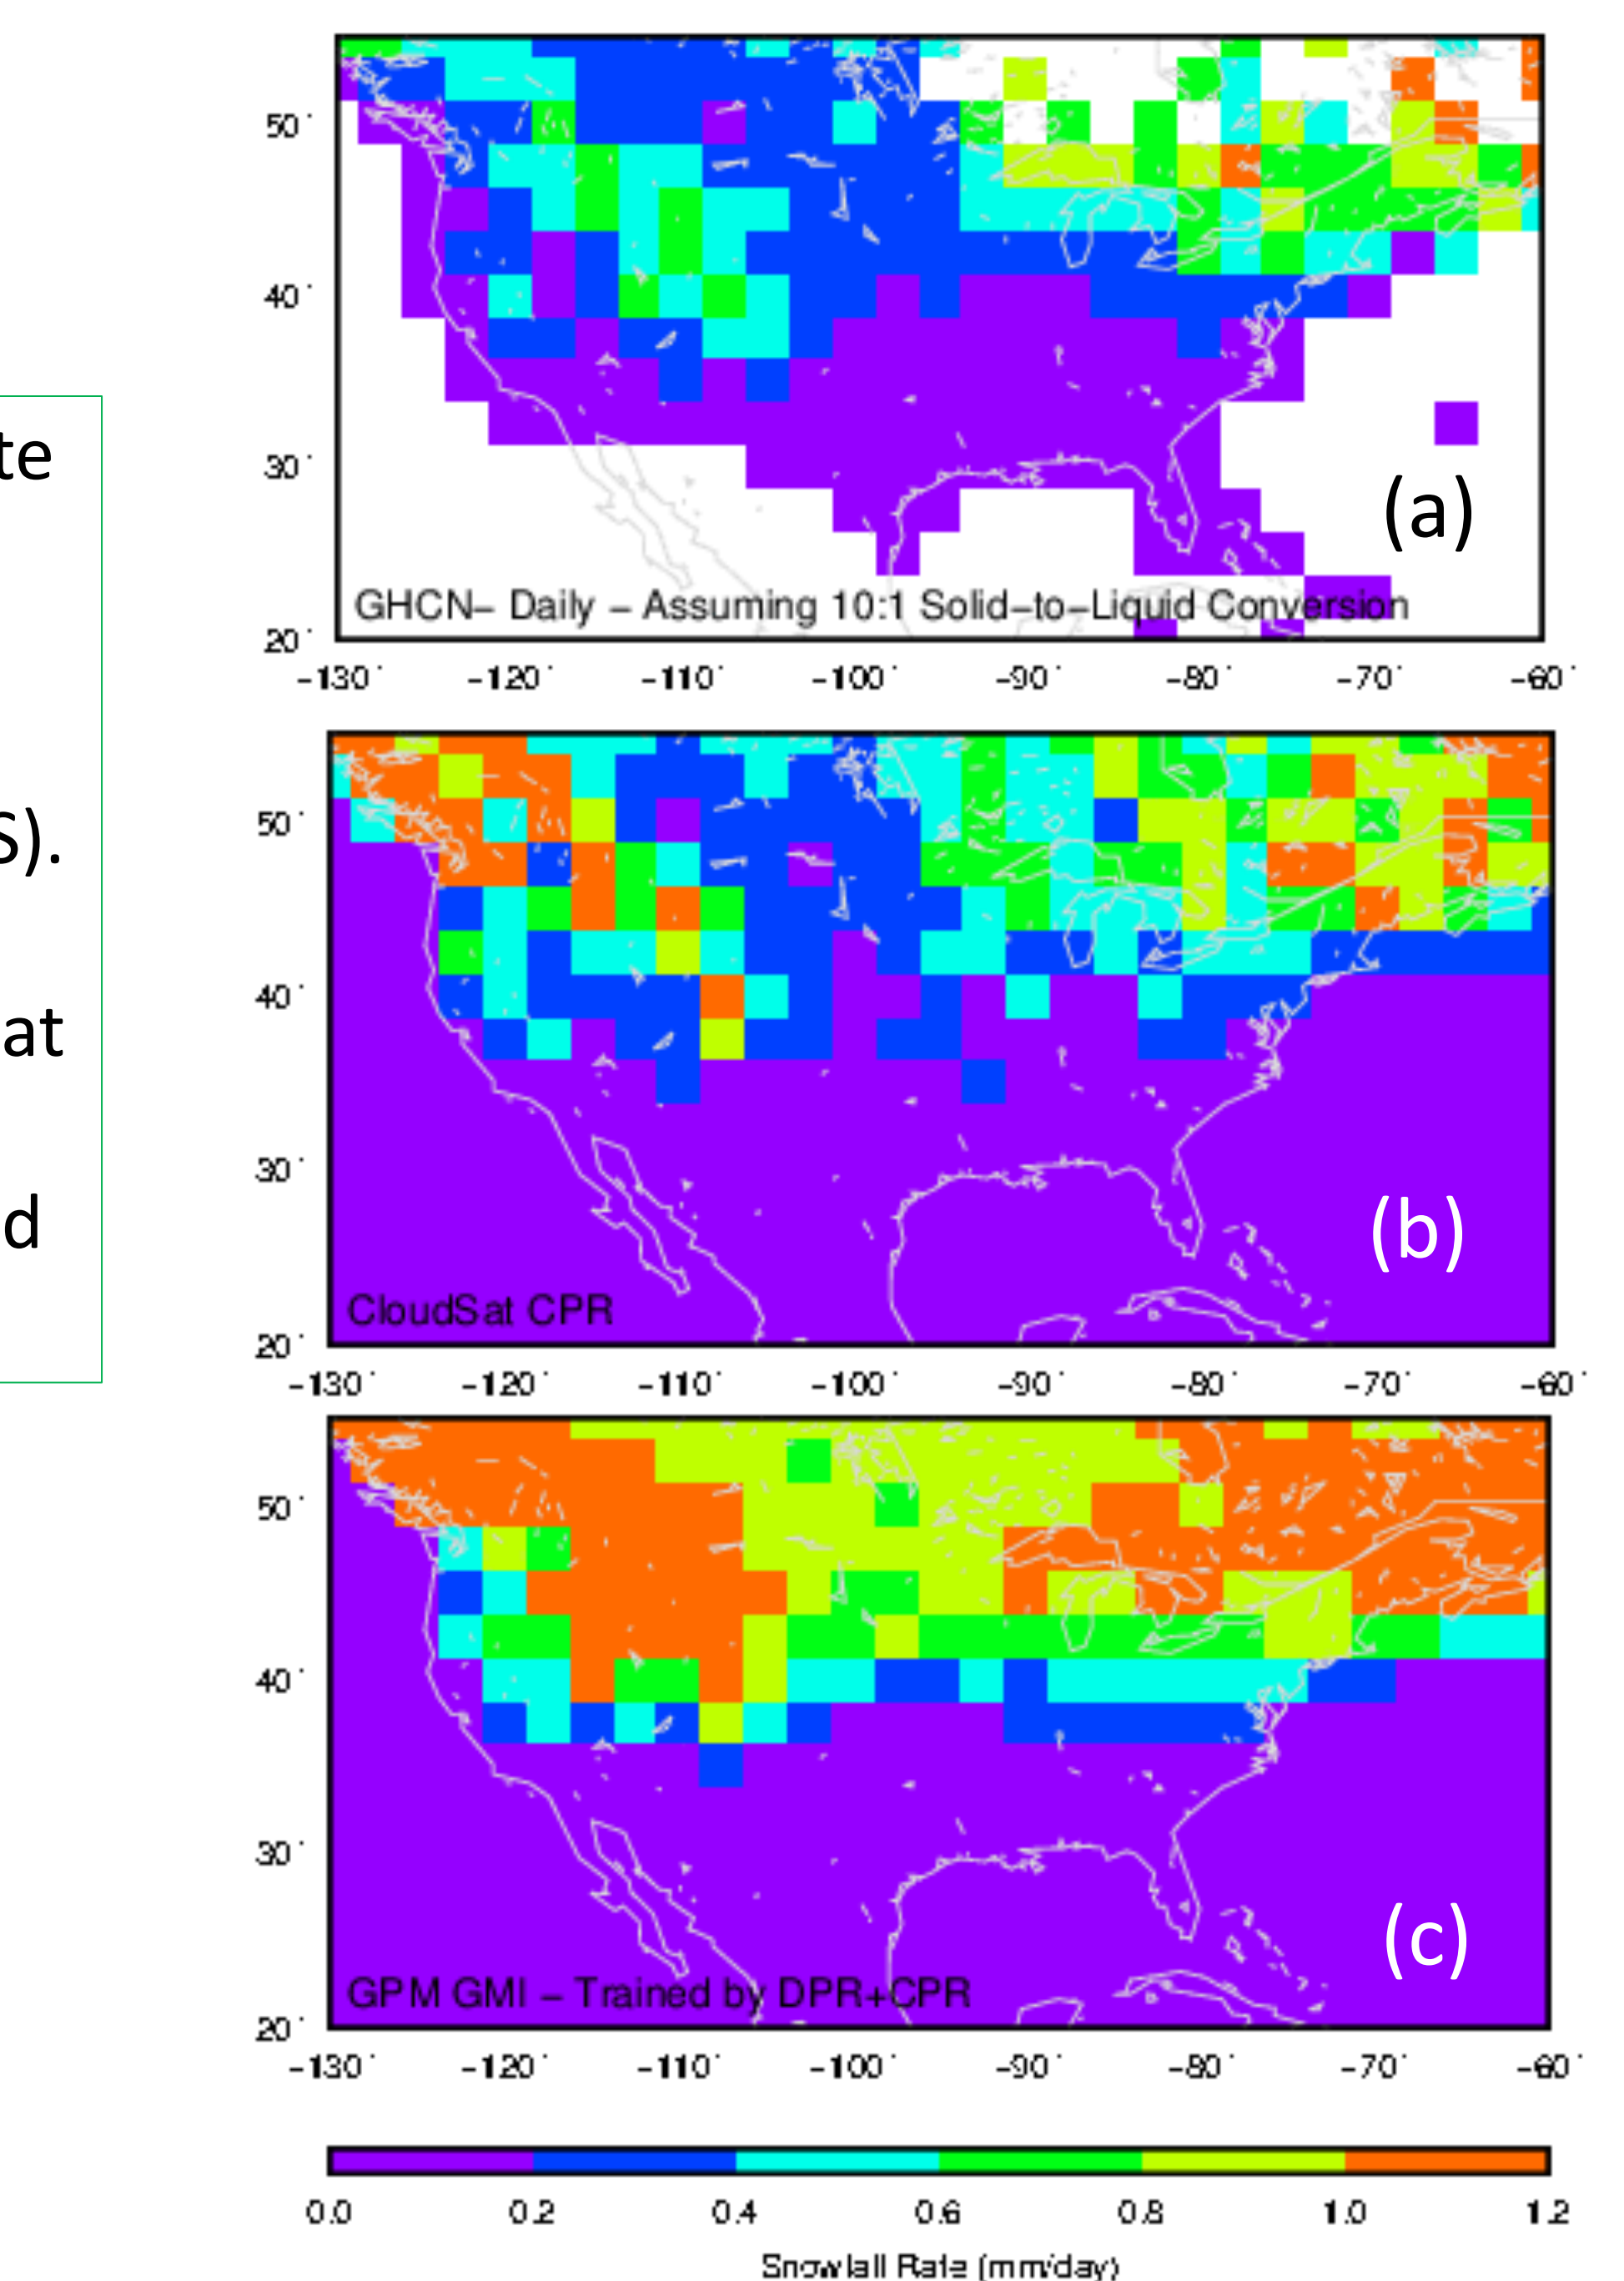 te
S).
at
d
50˙
40˙
30˙
20˙
(a)
GHCN– Daily – Assuming 10:1 Solid–to–Liquid Conversion
-130˙ -120˙ -110˙ -100˙ -90˙ -80˙ -70˙ -60˙
50˙
40˙
30˙
20˙
(b)
CloudSat CPR
-130˙ -120˙ -110˙ -100˙ -90˙ -80˙ -70˙ -60˙
50˙
40˙
30˙
20˙
(c)
GPM GMI – Trained by DPR+CPR
-130˙ -120˙ -110˙ -100˙ -90˙ -80˙ -70˙ -60˙
0.0 0.2 0.4 0.6 0.8 1.0 1.2
Snowfall Rate (mm/day)